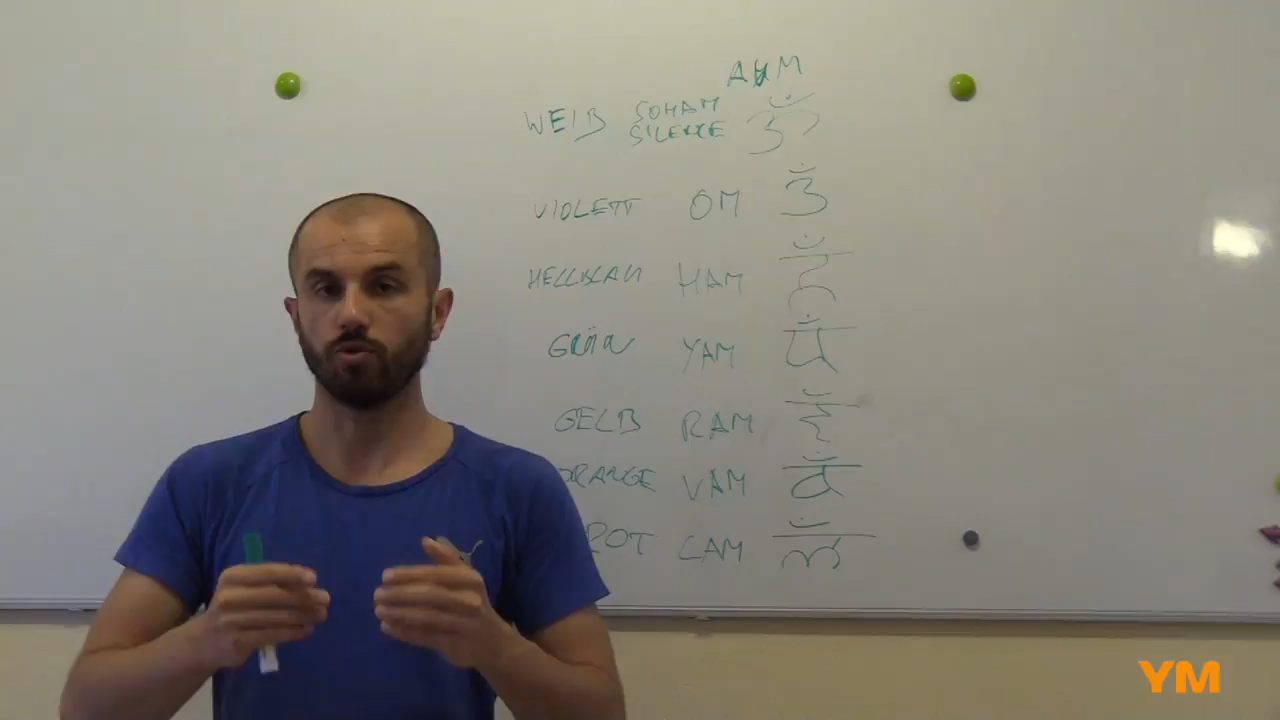 AUM
WEIß SOHAM ॐ
SILENCE
VIOLETT OM ॐ
HELLBLAU HAM हँ
GRÜN YAM यँ
GELB RAM रँ
ORANGE VAM वँ
ROT LAM लँ
YM